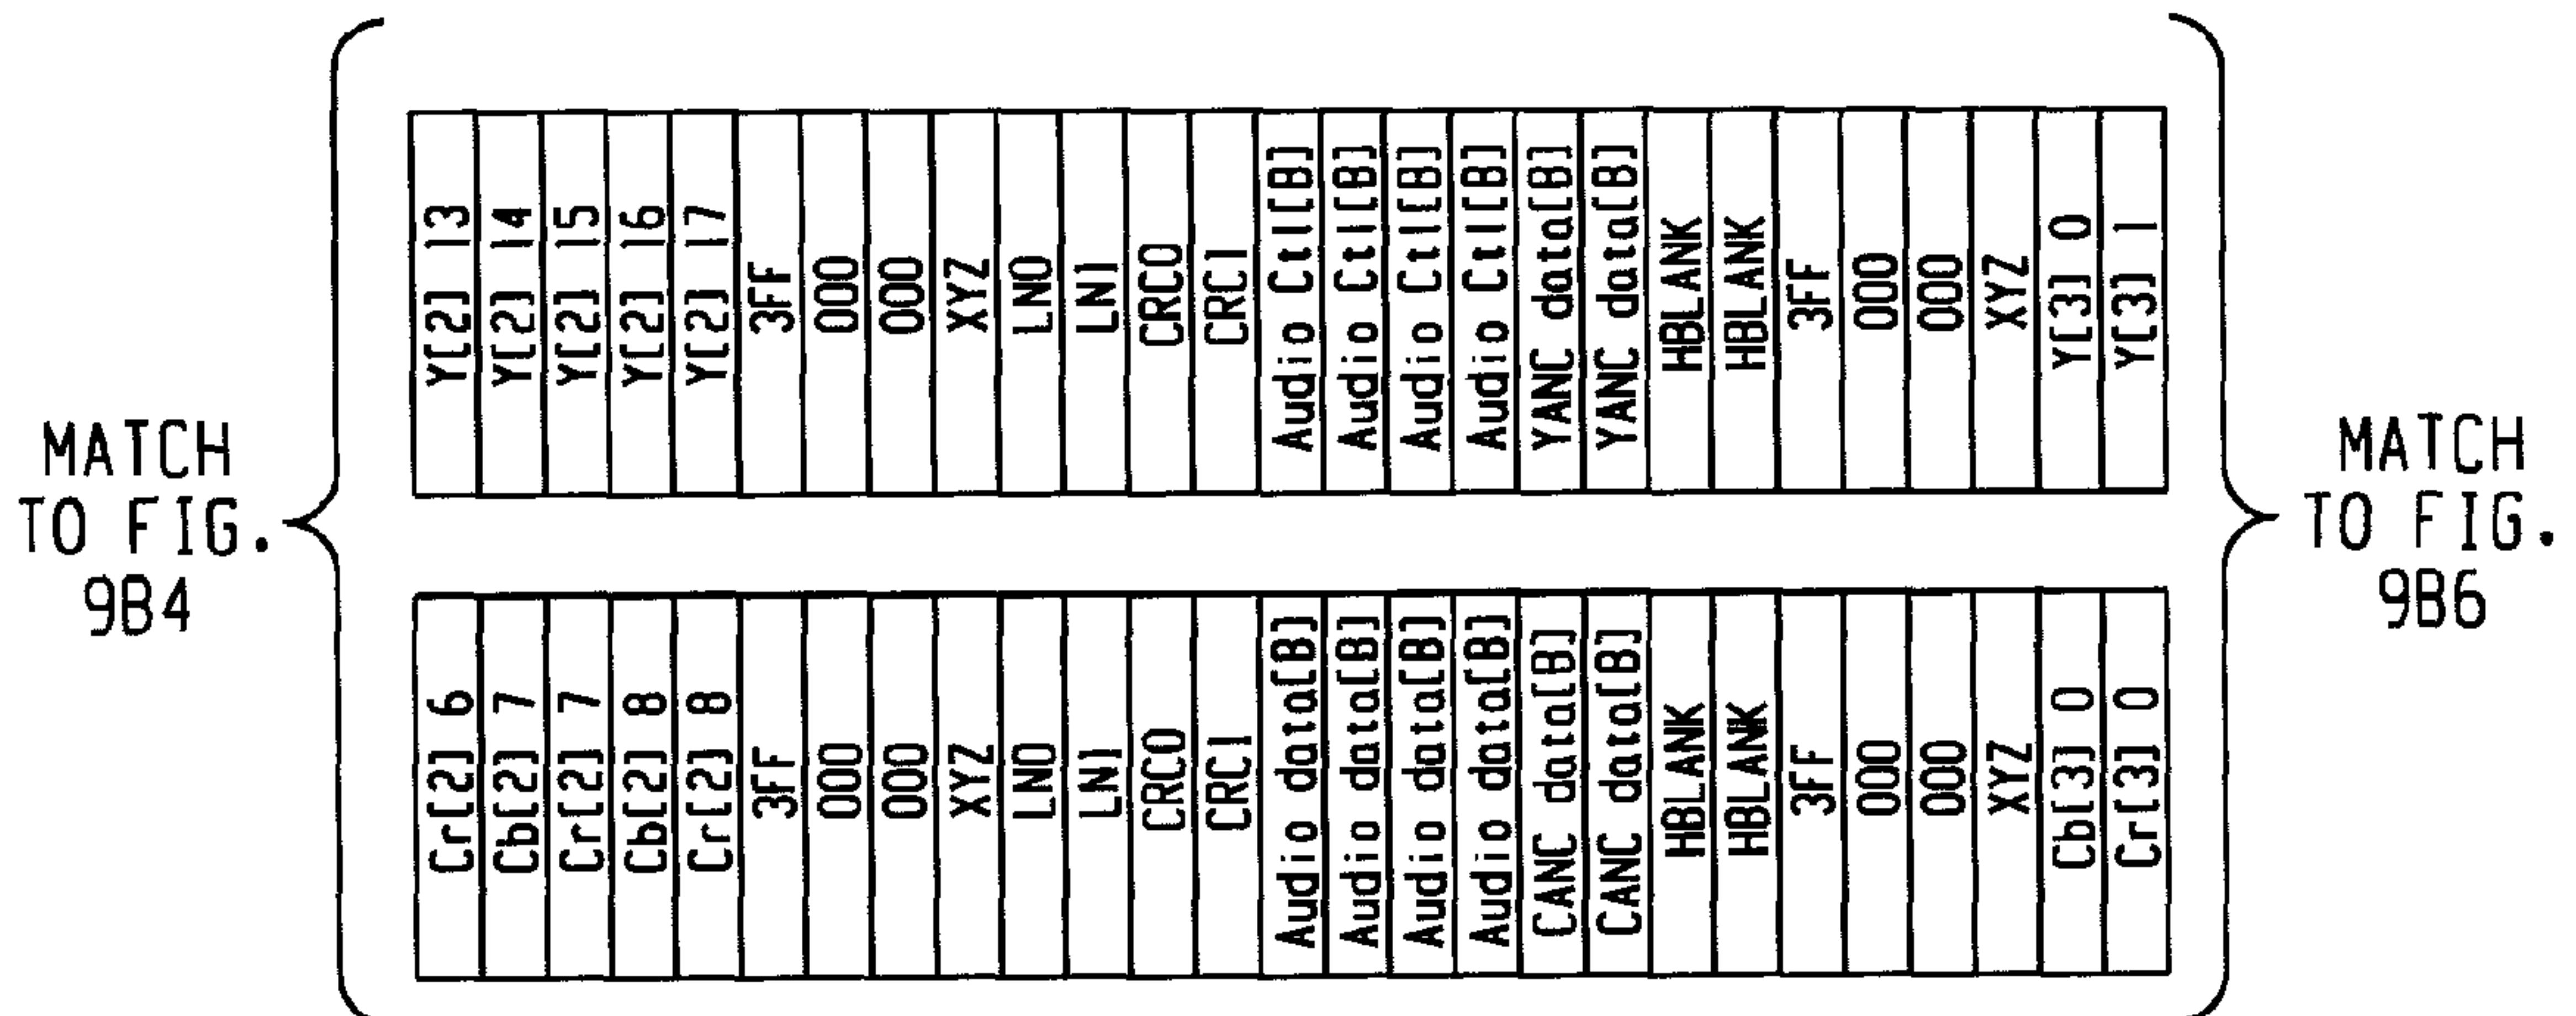 MATCH
TO FIG.
9B4
Y[2] 13
Y[2] 14
Y[2] 15
Y[2] 16
Y[2] 17
3FF
000
000
XYZ
LN0
LN1
CRC0
CRC1
Audio Ctl[B]
Audio Ctl[B]
Audio Ctl[B]
Audio Ctl[B]
YANC data[B]
YANC data[B]
HBLANK
HBLANK
3FF
000
000
XYZ
Y[3] 0
Y[3] 1
Cr[2] 6
Cb[2] 7
Cr[2] 7
Cb[2] 8
Cr[2] 8
3FF
000
000
XYZ
LN0
LN1
CRC0
CRC1
Audio data[B]
Audio data[B]
Audio data[B]
Audio data[B]
CANC data[B]
CANC data[B]
HBLANK
HBLANK
3FF
000
000
XYZ
Cb[3] 0
Cr[3] 0
MATCH
TO FIG.
9B6